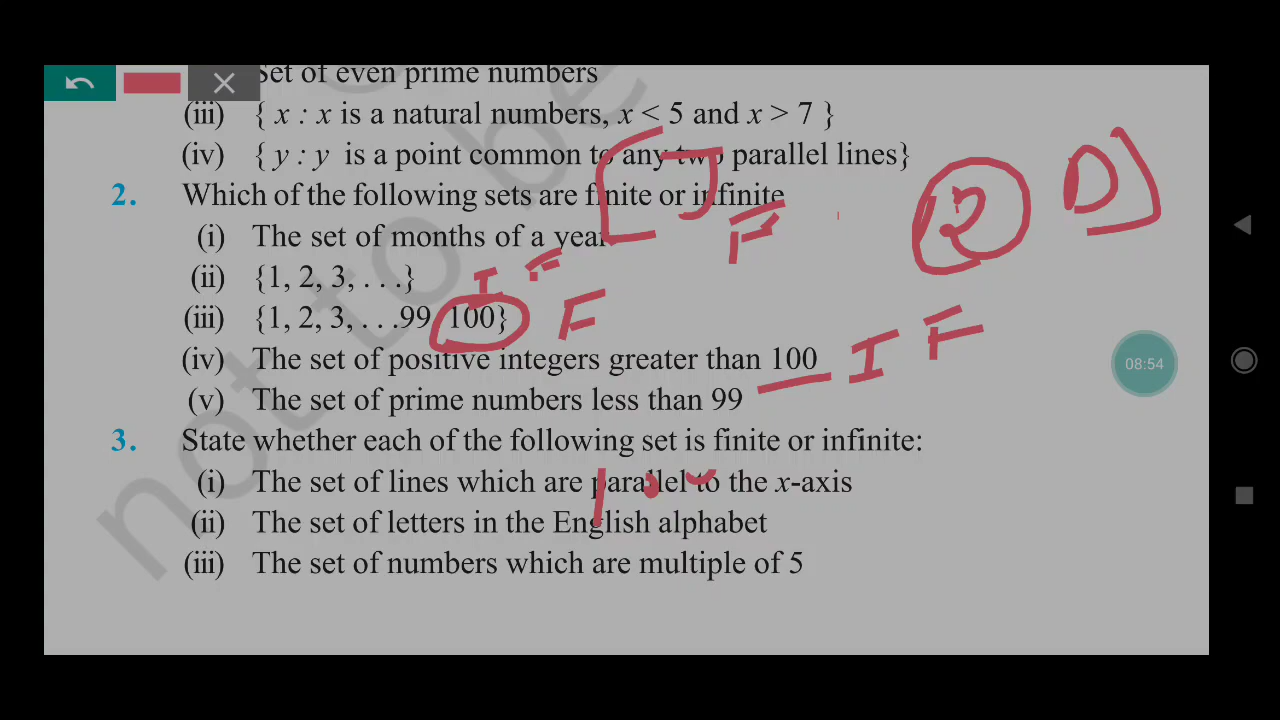 Set of even prime numbers
(iii) { x : x is a natural numbers, x < 5 and x > 7 }
(iv) { y : y is a point common to any two parallel lines}
2. Which of the following sets are finite or infinite
(i) The set of months of a year
F
2
D
(ii) {1, 2, 3, . . .}
I F
(iii) {1, 2, 3, . . .99, 100}
F
(iv) The set of positive integers greater than 100
I F
(v) The set of prime numbers less than 99
3. State whether each of the following set is finite or infinite:
(i) The set of lines which are parallel to the x-axis
(ii) The set of letters in the English alphabet
(iii) The set of numbers which are multiple of 5
not to be
08:54